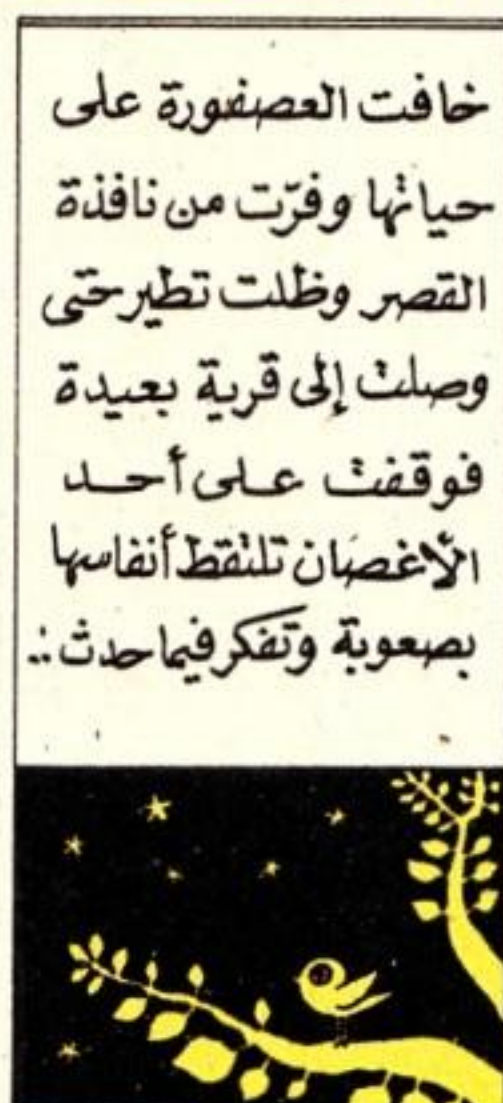 خافت العصفورة على
حياتها وفرّت من نافذة
القصر وظلت تطير حتى
وصلت إلى قرية بعيدة
فوقفت على أحد
الأغصان تلتقط أنفاسها
بصعوبة وتفكر فيما حدث..